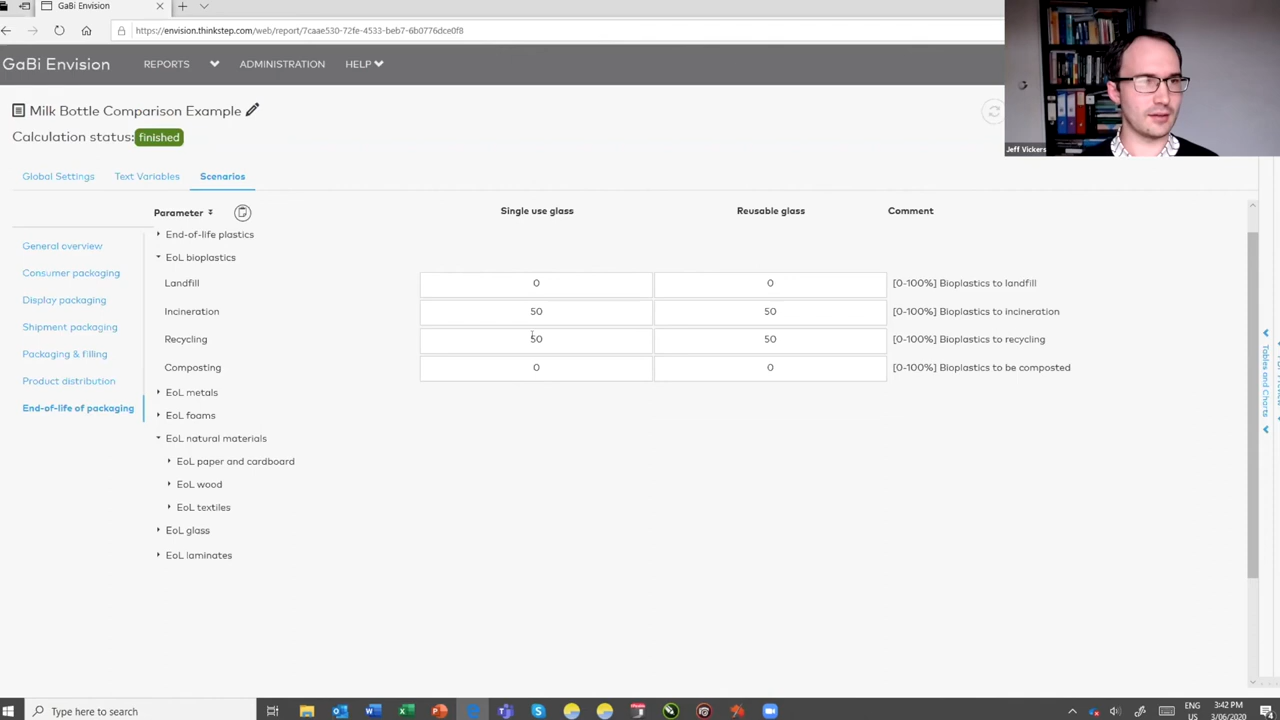 GaBi Envision
https://envision.thinkstep.com/web/report/7caae530-72fe-4533-beb7-6b0776dce0f8
GaBi Envision REPORTS ADMINISTRATION HELP
Milk Bottle Comparison Example
Calculation status: finished
Jeff Vickers
Global Settings Text Variables Scenarios
Parameter Single use glass Reusable glass Comment
End-of-life plastics
General overview
EoL bioplastics
Consumer packaging
Landfill 0 0 [0-100%] Bioplastics to landfill
Display packaging
Incineration 50 50 [0-100%] Bioplastics to incineration
Shipment packaging
Recycling 50 50 [0-100%] Bioplastics to recycling
Packaging & filling
Composting 0 0 [0-100%] Bioplastics to be composted
Product distribution
EoL metals
End-of-life of packaging
EoL foams
EoL natural materials
EoL paper and cardboard
EoL wood
EoL textiles
EoL glass
EoL laminates
Tables and Charts
Type here to search
ENG
US
3:42 PM
3/06/2020